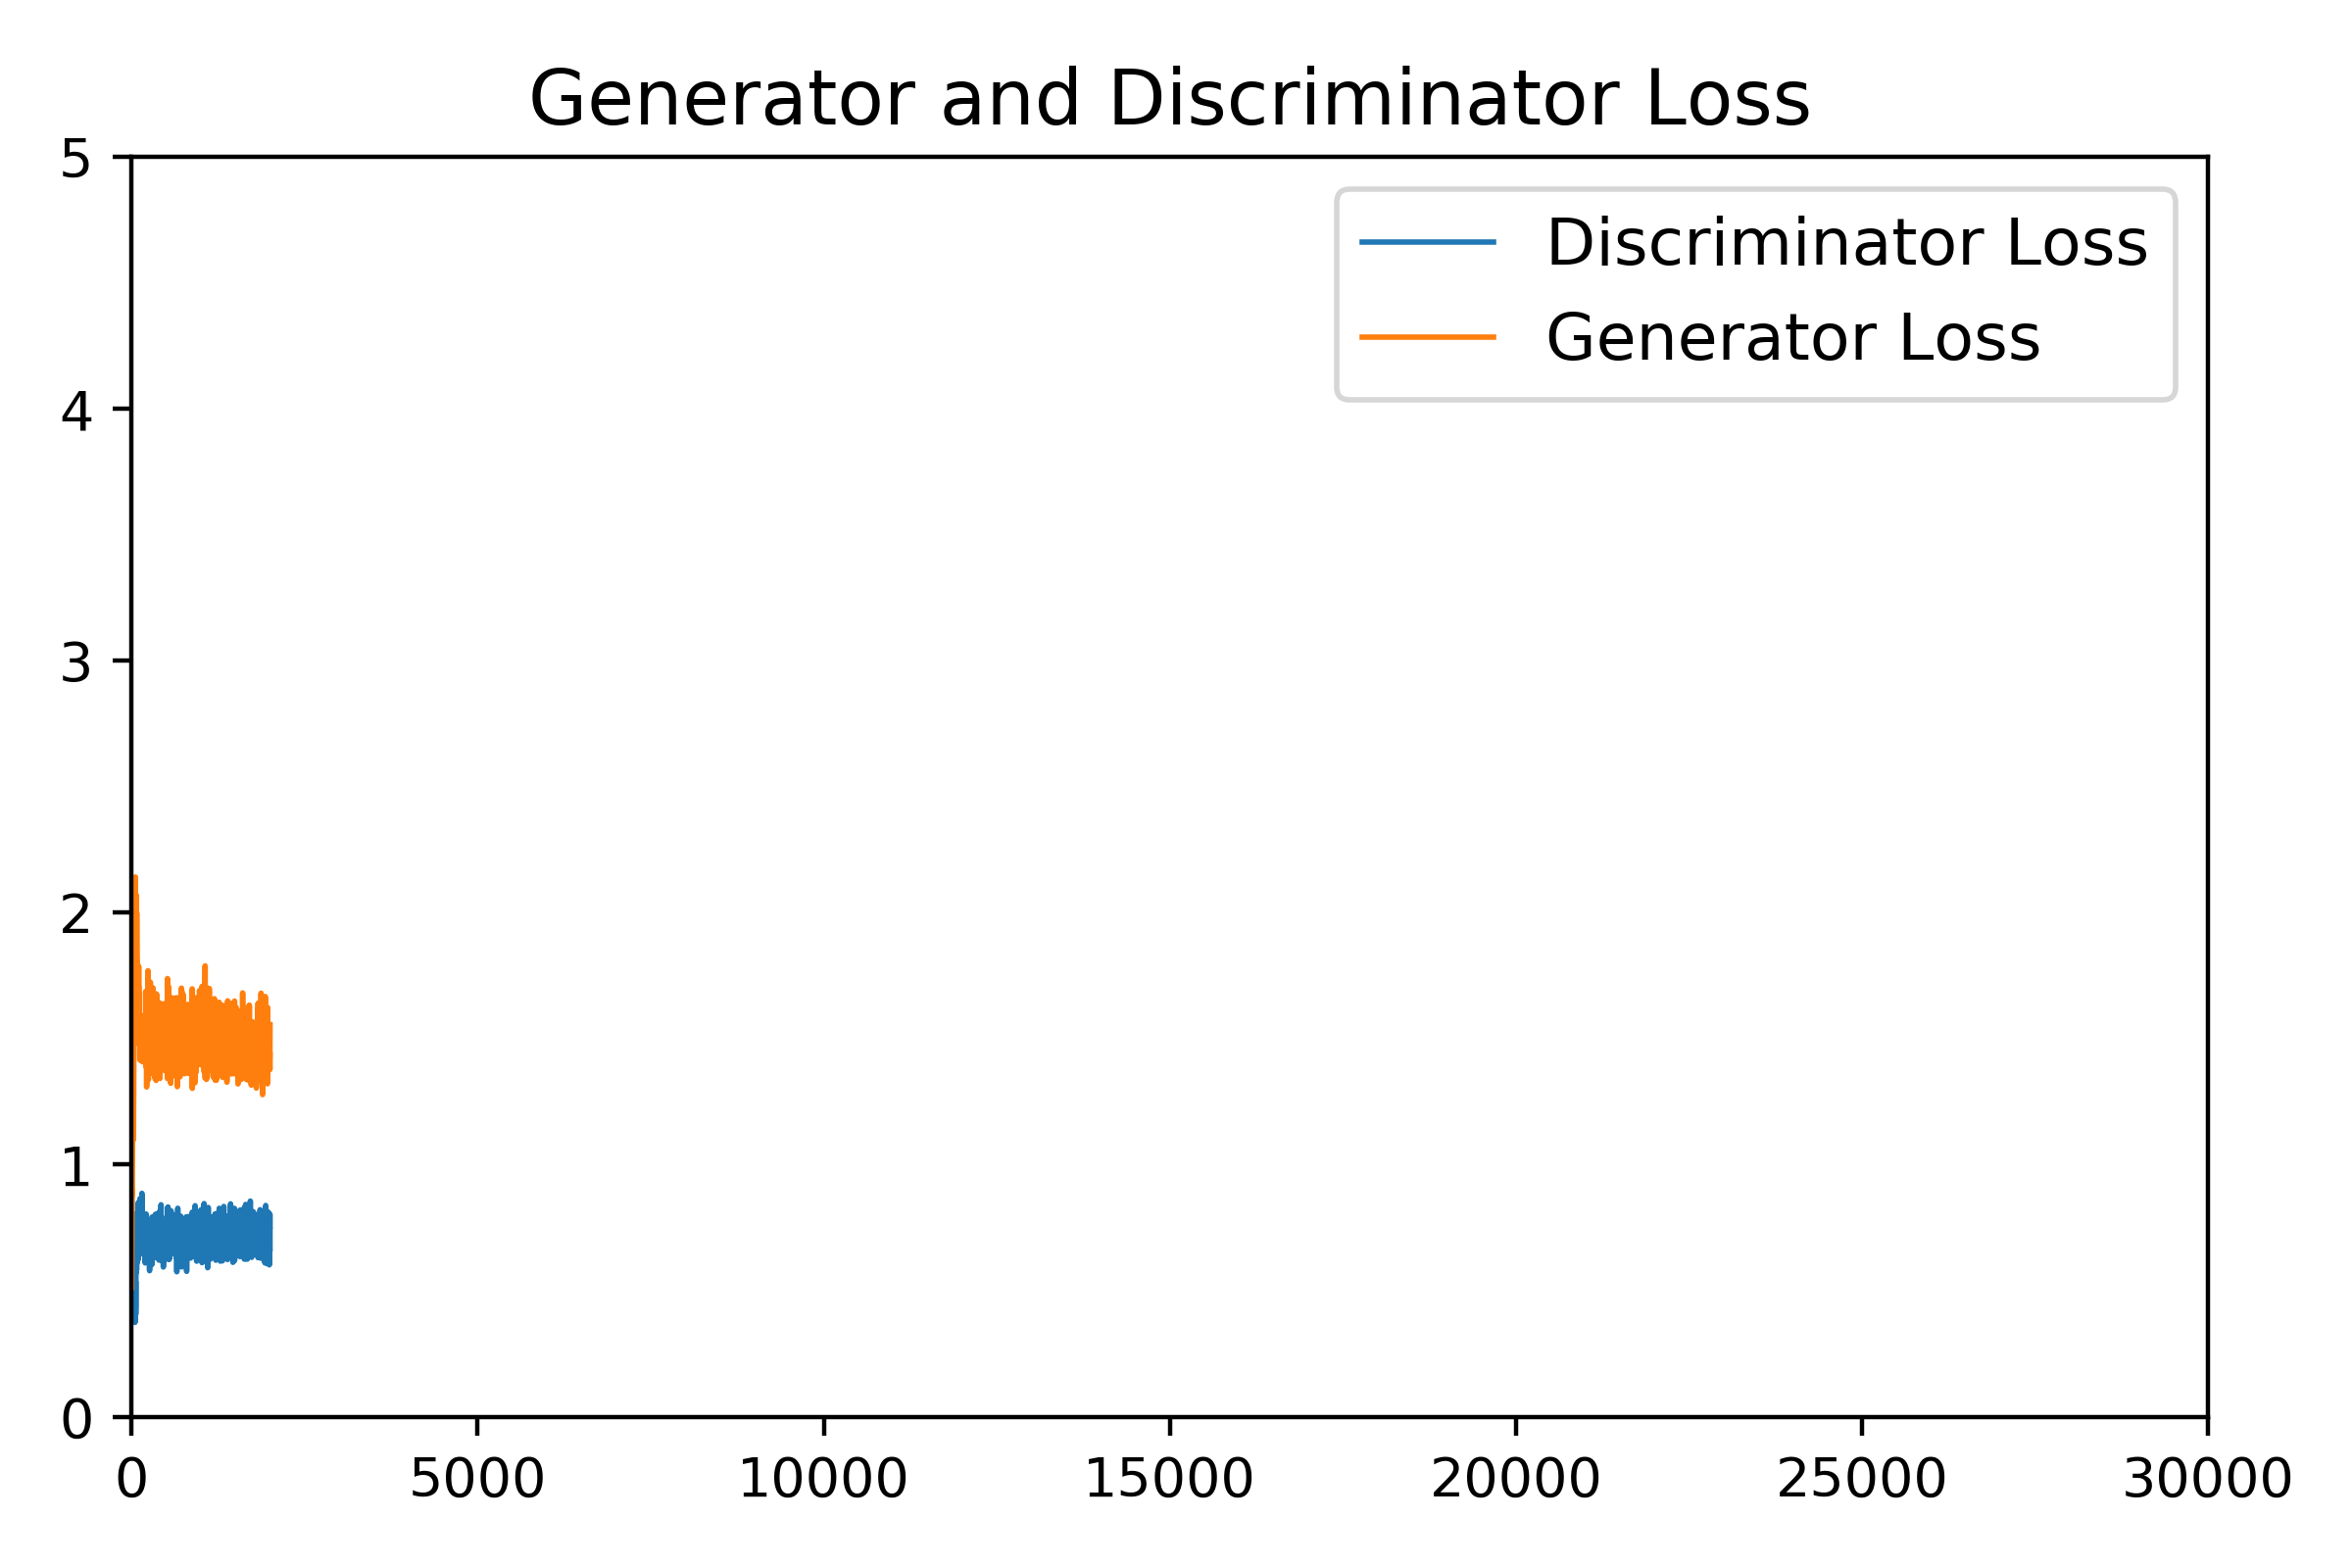 Generator and Discriminator Loss
5
Discriminator Loss
Generator Loss
4
3
2
1
0
0 5000 10000 15000 20000 25000 30000